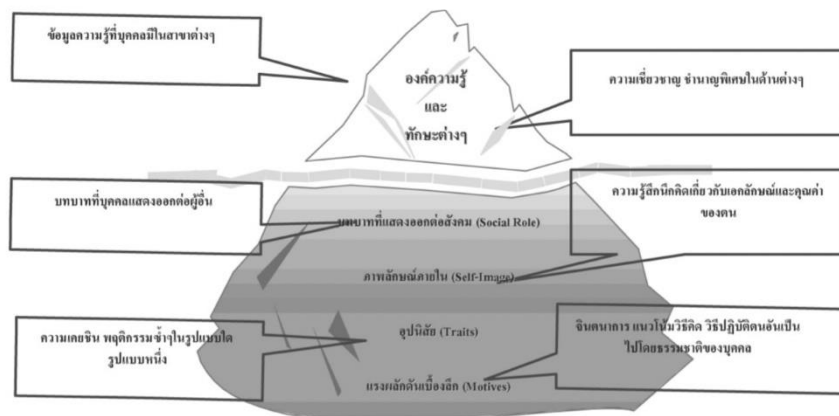 ข้อมูลความรู้ที่บุคคลมีในสาขาต่างๆ
องค์ความรู้
และ
ทักษะต่างๆ
ความเชี่ยวชาญ ชำนาญพิเศษในด้านต่างๆ
บทบาทที่บุคคลแสดงออกต่อผู้อื่น
ความรู้สึกนึกคิดเกี่ยวกับเอกลักษณ์และคุณค่า
ของตน
บทบาทที่แสดงออกต่อสังคม (Social Role)
ภาพลักษณ์ภายใน (Self-Image)
ความเคยชิน พฤติกรรมซ้ำๆในรูปแบบใด
รูปแบบหนึ่ง
อุปนิสัย (Traits)
จินตนาการ แนวโน้มวิธีคิด วิธีปฏิบัติตนอันเป็น
ไปโดยธรรมชาติของบุคคล
แรงผลักดันเบื้องลึก (Motives)